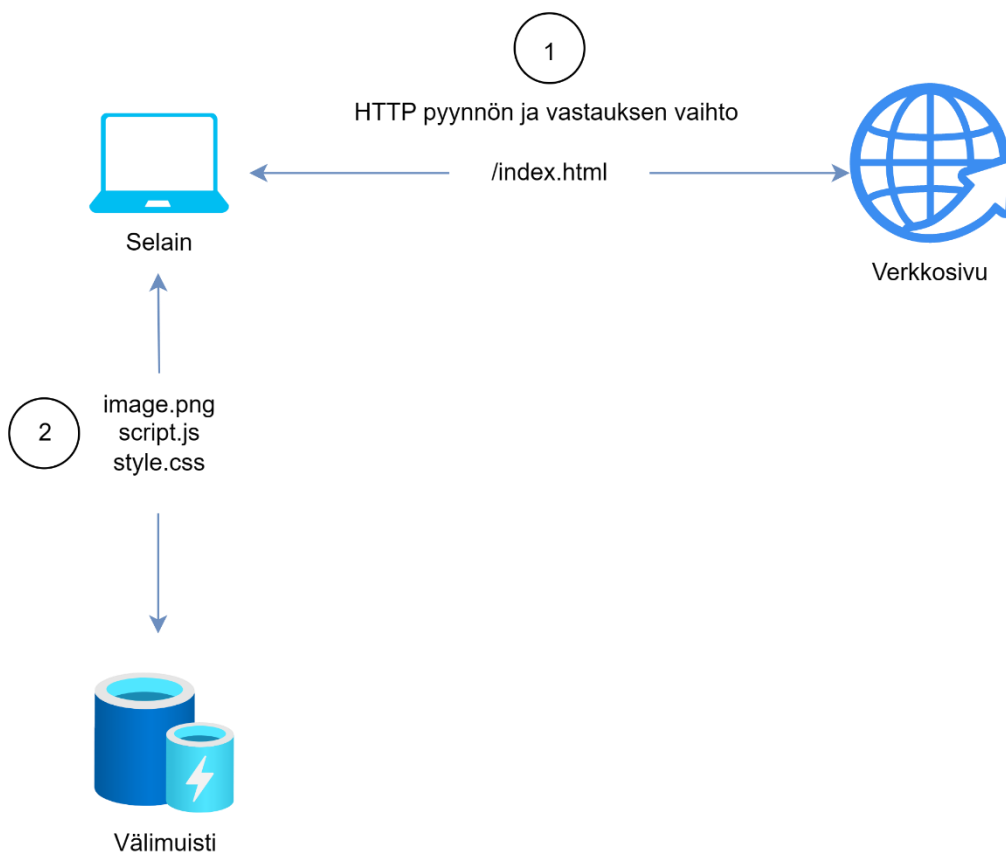 1
HTTP pyynnön ja vastauksen vaihto
/index.html
Selain
Verkkosivu
2
image.png
script.js
style.css
Välimuisti